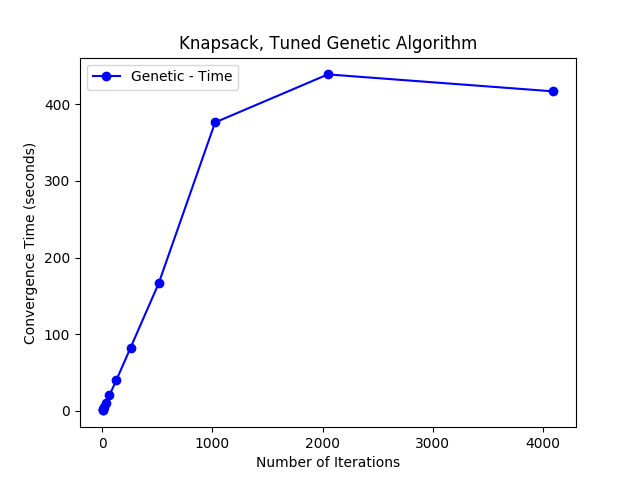 Knapsack, Tuned Genetic Algorithm
Genetic - Time
Convergence Time (seconds)
400
300
200
100
0
0 1000 2000 3000 4000
Number of Iterations